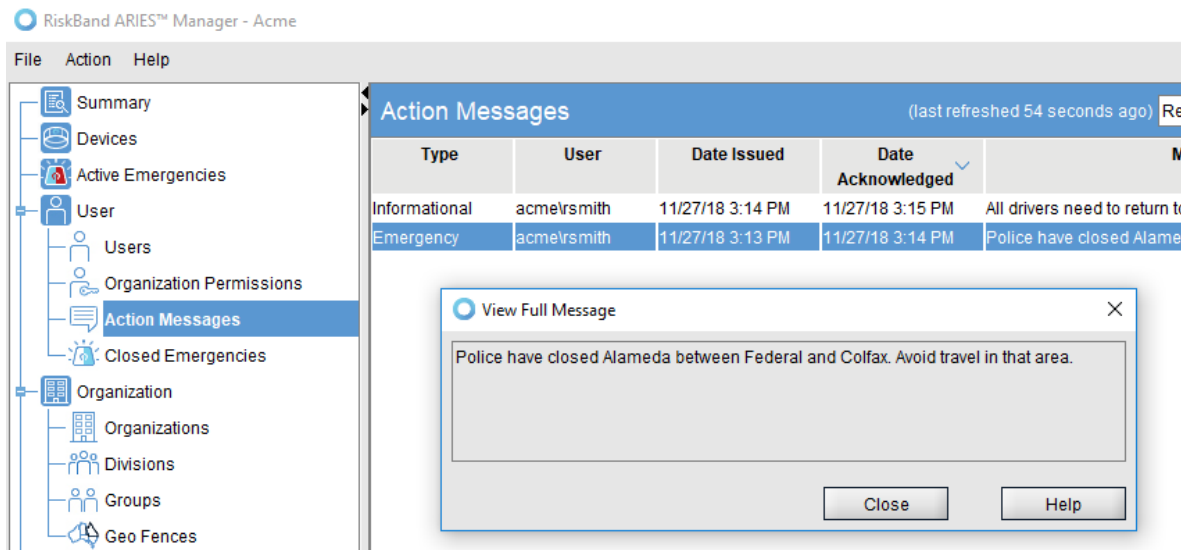 RiskBand ARIES™ Manager - Acme
File Action Help
Summary
Devices
Active Emergencies
User
Users
Organization Permissions
Action Messages
Closed Emergencies
Organization
Organizations
Divisions
Groups
Geo Fences
Action Messages (last refreshed 54 seconds ago)
Type User Date Issued Date Acknowledged
Informational acme\rsmith 11/27/18 3:14 PM 11/27/18 3:15 PM All drivers need to return
Emergency acme\rsmith 11/27/18 3:13 PM 11/27/18 3:14 PM Police have closed
View Full Message
Police have closed Alameda between Federal and Colfax. Avoid travel in that area.
Close Help